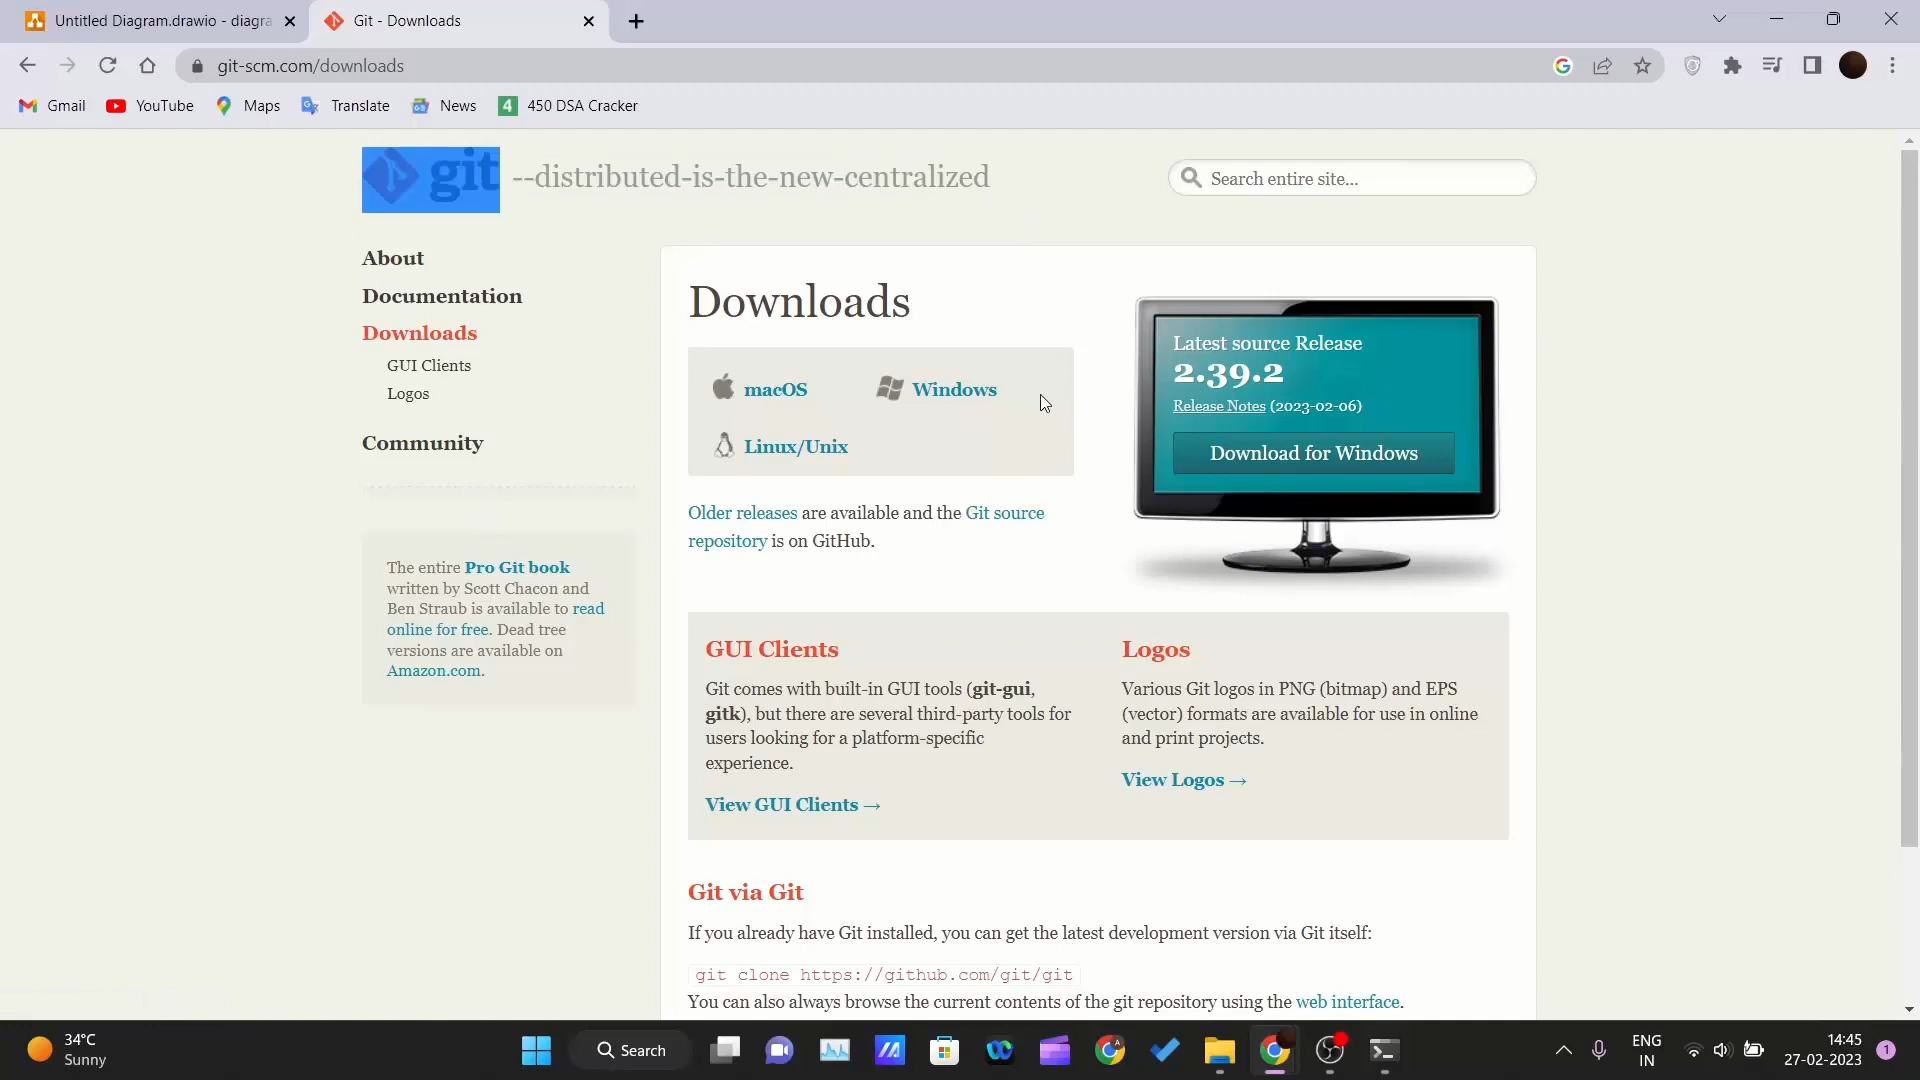 Untitled Diagram.drawio - diagra
Git - Downloads
git-scm.com/downloads
Gmail
YouTube
Maps
Translate
News
4
450 DSA Cracker
git
--distributed-is-the-new-centralized
Search entire site...
About
Documentation
Downloads
GUI Clients
Logos
Community
The entire Pro Git book
written by Scott Chacon and
Ben Straub is available to read
online for free. Dead tree
versions are available on
Amazon.com.
Downloads
macOS
Windows
Linux/Unix
Older releases are available and the Git source
repository is on GitHub.
Latest source Release
2.39.2
Release Notes (2023-02-06)
Download for Windows
GUI Clients
Git comes with built-in GUI tools (git-gui,
gitk), but there are several third-party tools for
users looking for a platform-specific
experience.
View GUI Clients →
Logos
Various Git logos in PNG (bitmap) and EPS
(vector) formats are available for use in online
and print projects.
View Logos →
Git via Git
If you already have Git installed, you can get the latest development version via Git itself:
git clone https://github.com/git/git
You can also always browse the current contents of the git repository using the web interface.
34°C
Sunny
Search
ENG
IN
14:45
27-02-2023
1